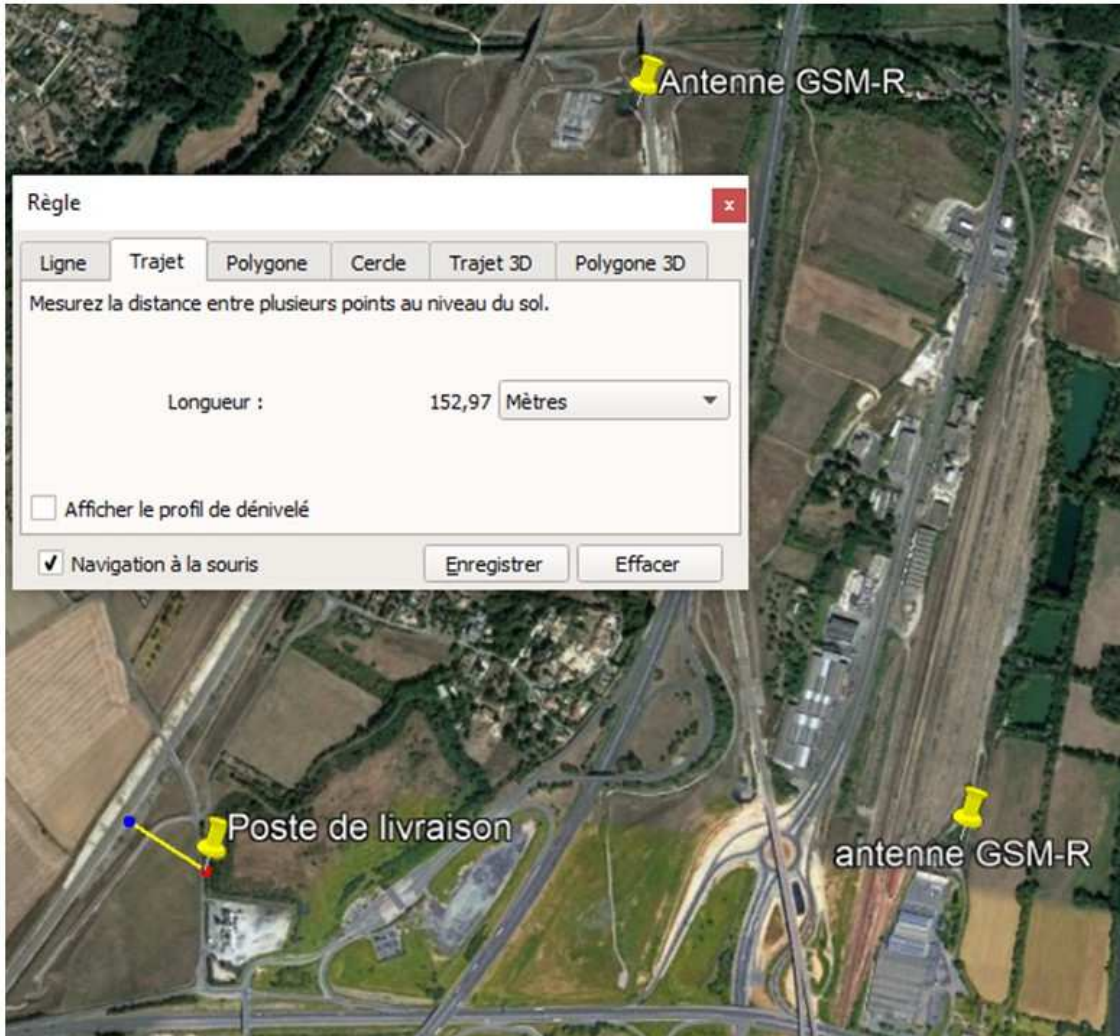 Antenne GSM-R
Règle
x
Ligne Trajet Polygone Cercle Trajet 3D Polygone 3D
Mesurez la distance entre plusieurs points au niveau du sol.
Longueur : 152,97 Mètres
Afficher le profil de dénivelé
Navigation à la souris Enregistrer Effacer
Poste de livraison
antenne GSM-R